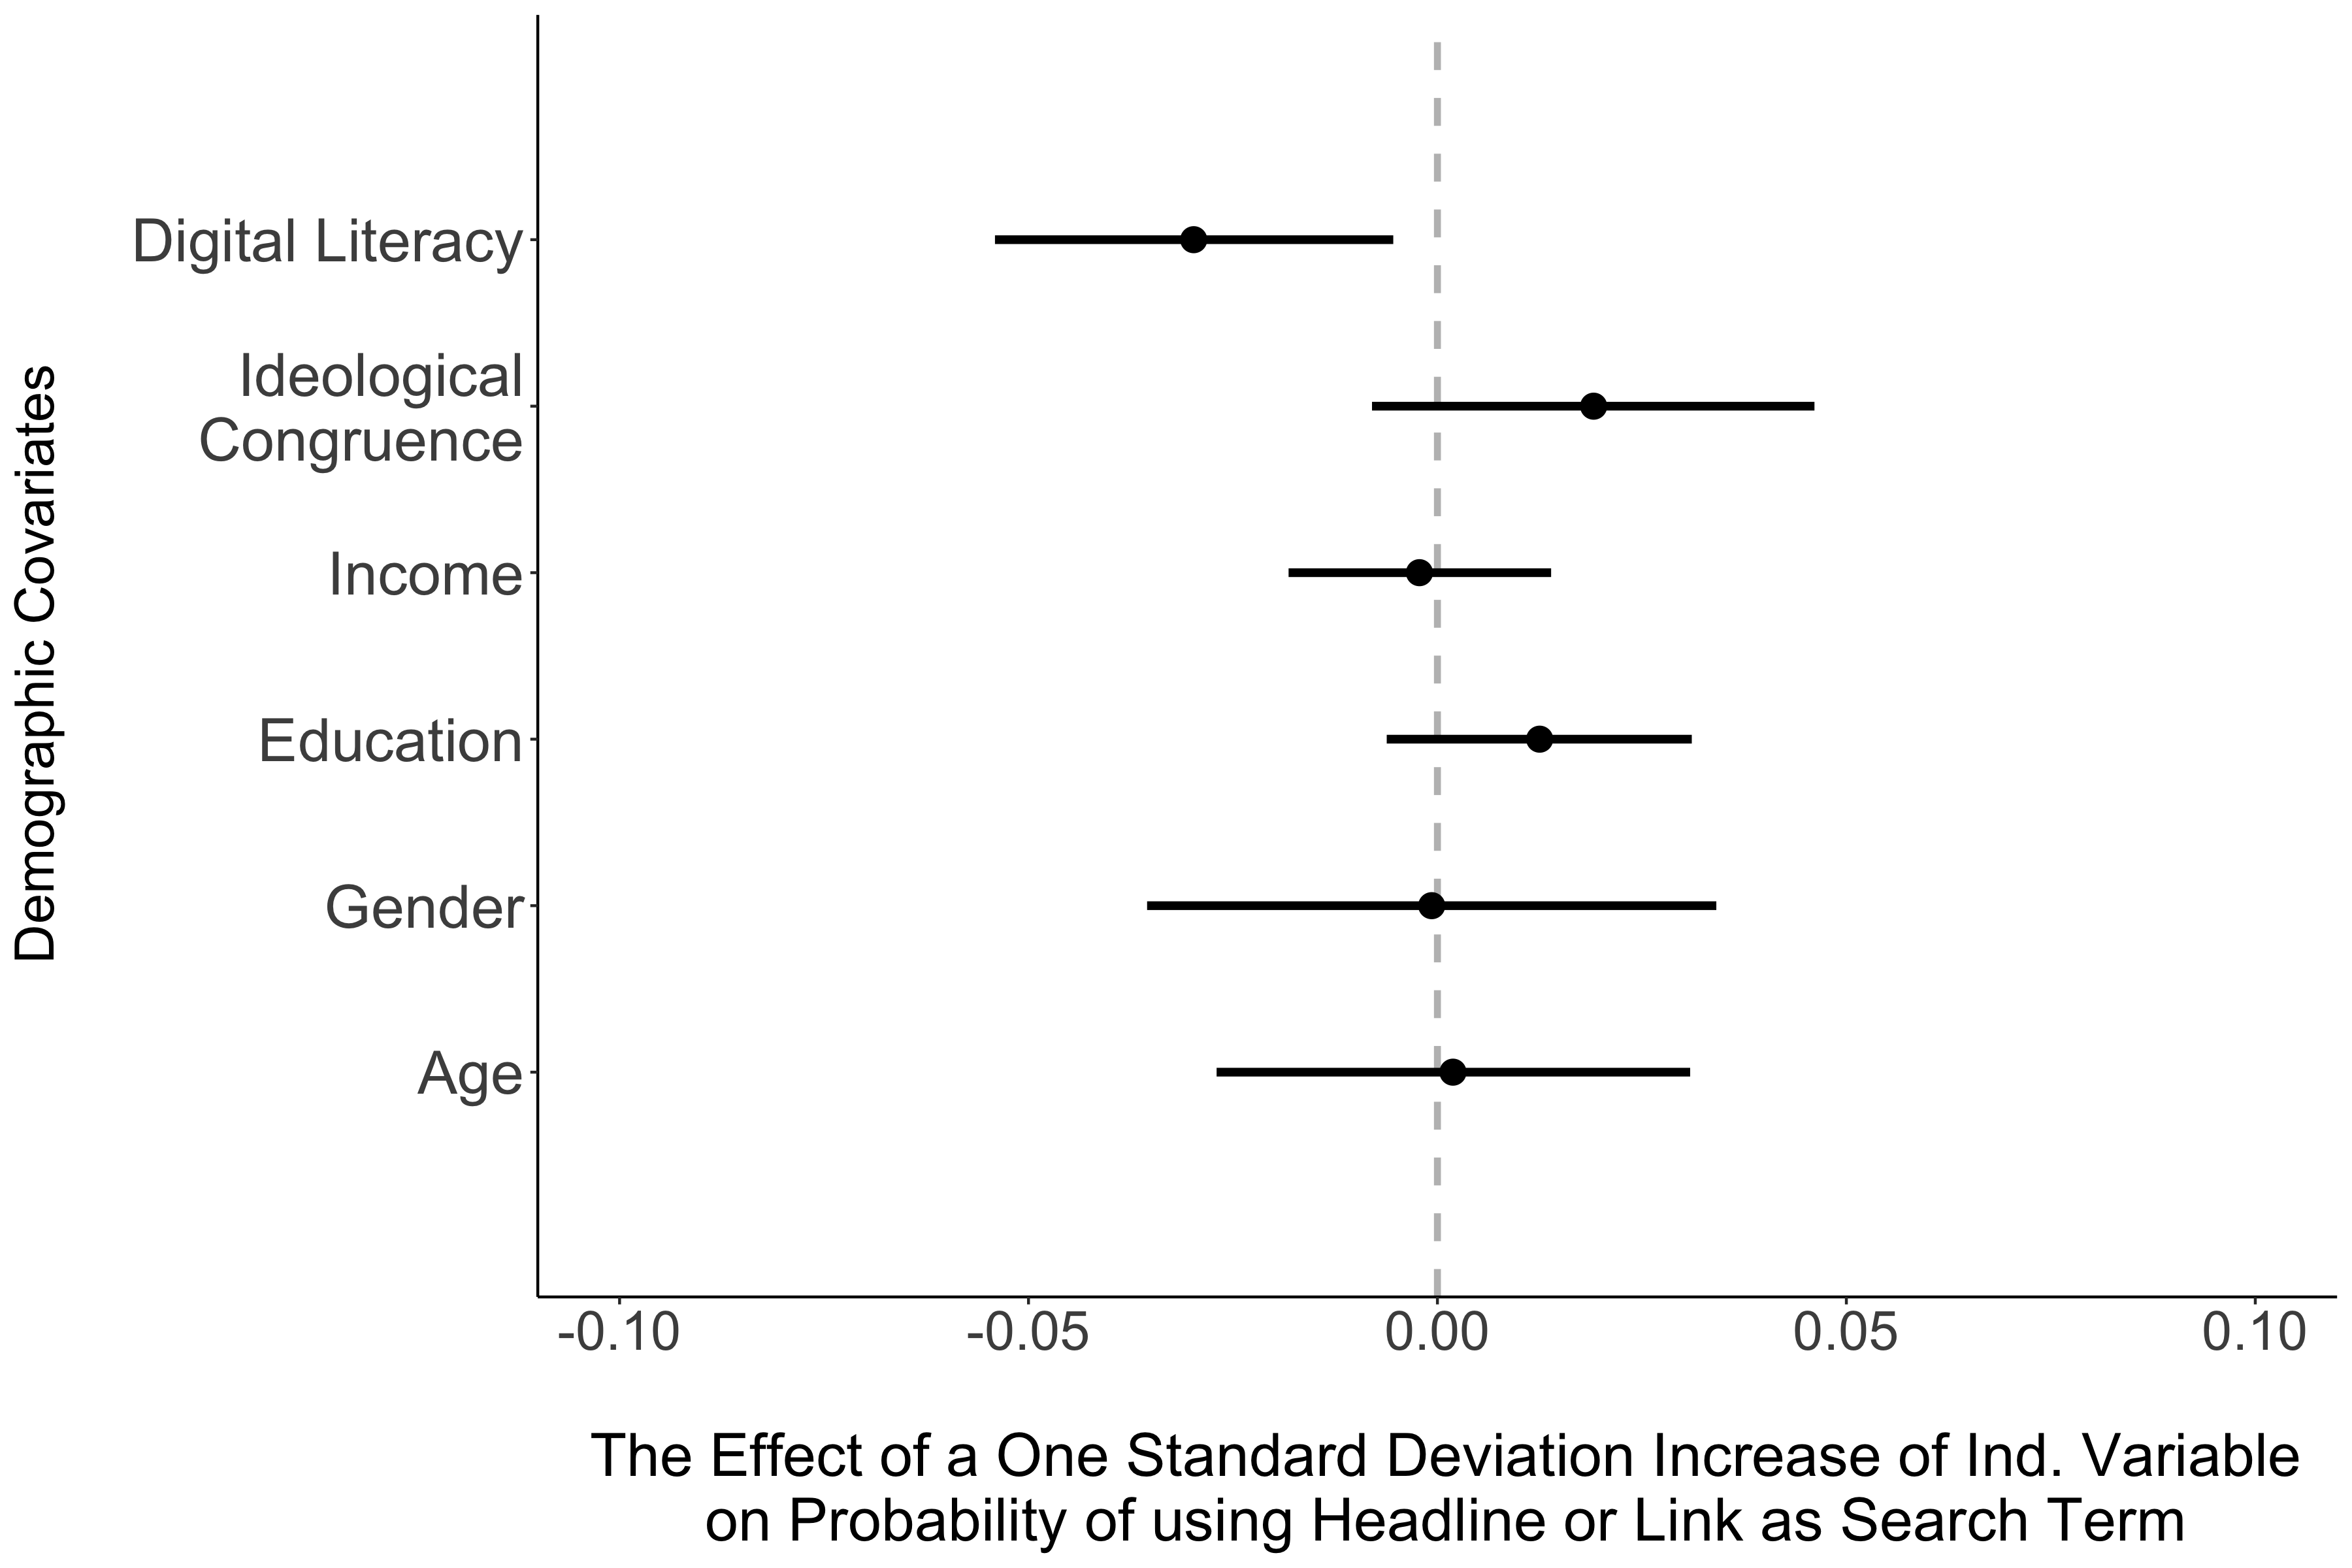 Demographic Covariates
Digital Literacy
Ideological
Congruence
Income
Education
Gender
Age
-0.10 -0.05 0.00 0.05 0.10
The Effect of a One Standard Deviation Increase of Ind. Variable
on Probability of using Headline or Link as Search Term